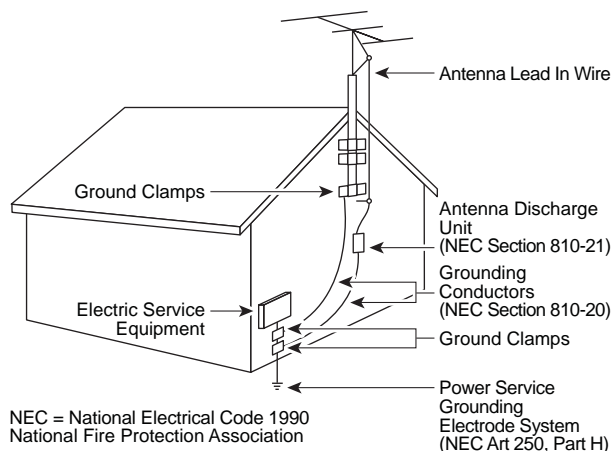 Antenna Lead In Wire
Ground Clamps
Antenna Discharge
Unit
(NEC Section 810-21)
Grounding
Conductors
(NEC Section 810-20)
Electric Service
Equipment
Ground Clamps
Power Service
Grounding
Electrode System
(NEC Art 250, Part H)
NEC = National Electrical Code 1990
National Fire Protection Association